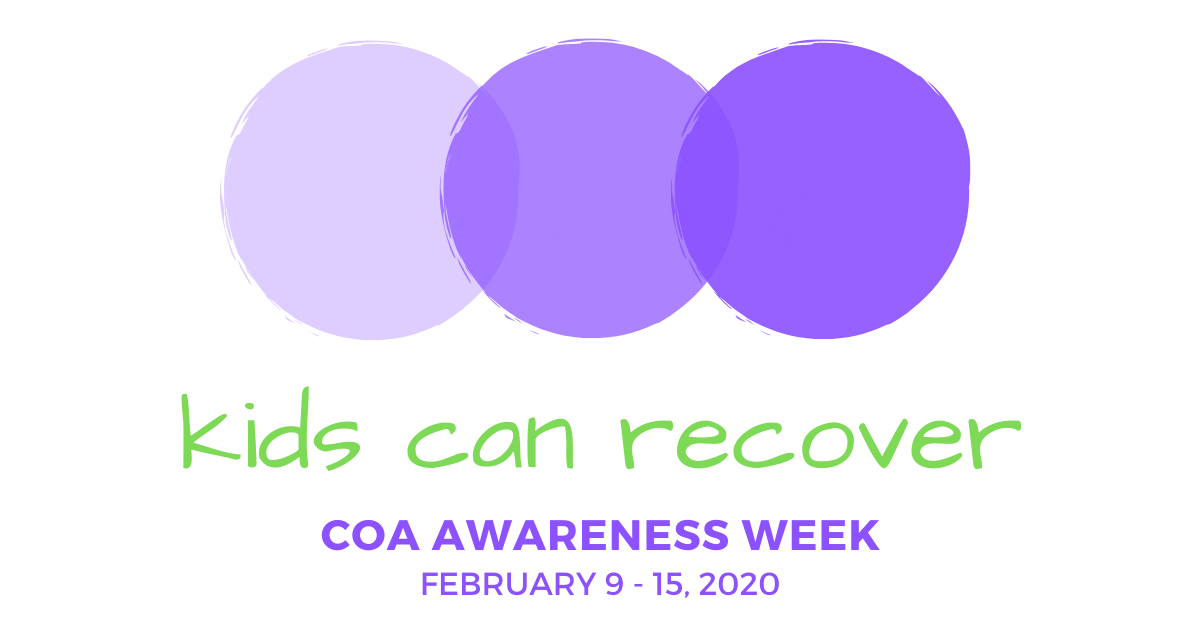 kids can recover
COA AWARENESS WEEK
FEBRUARY 9 - 15, 2020